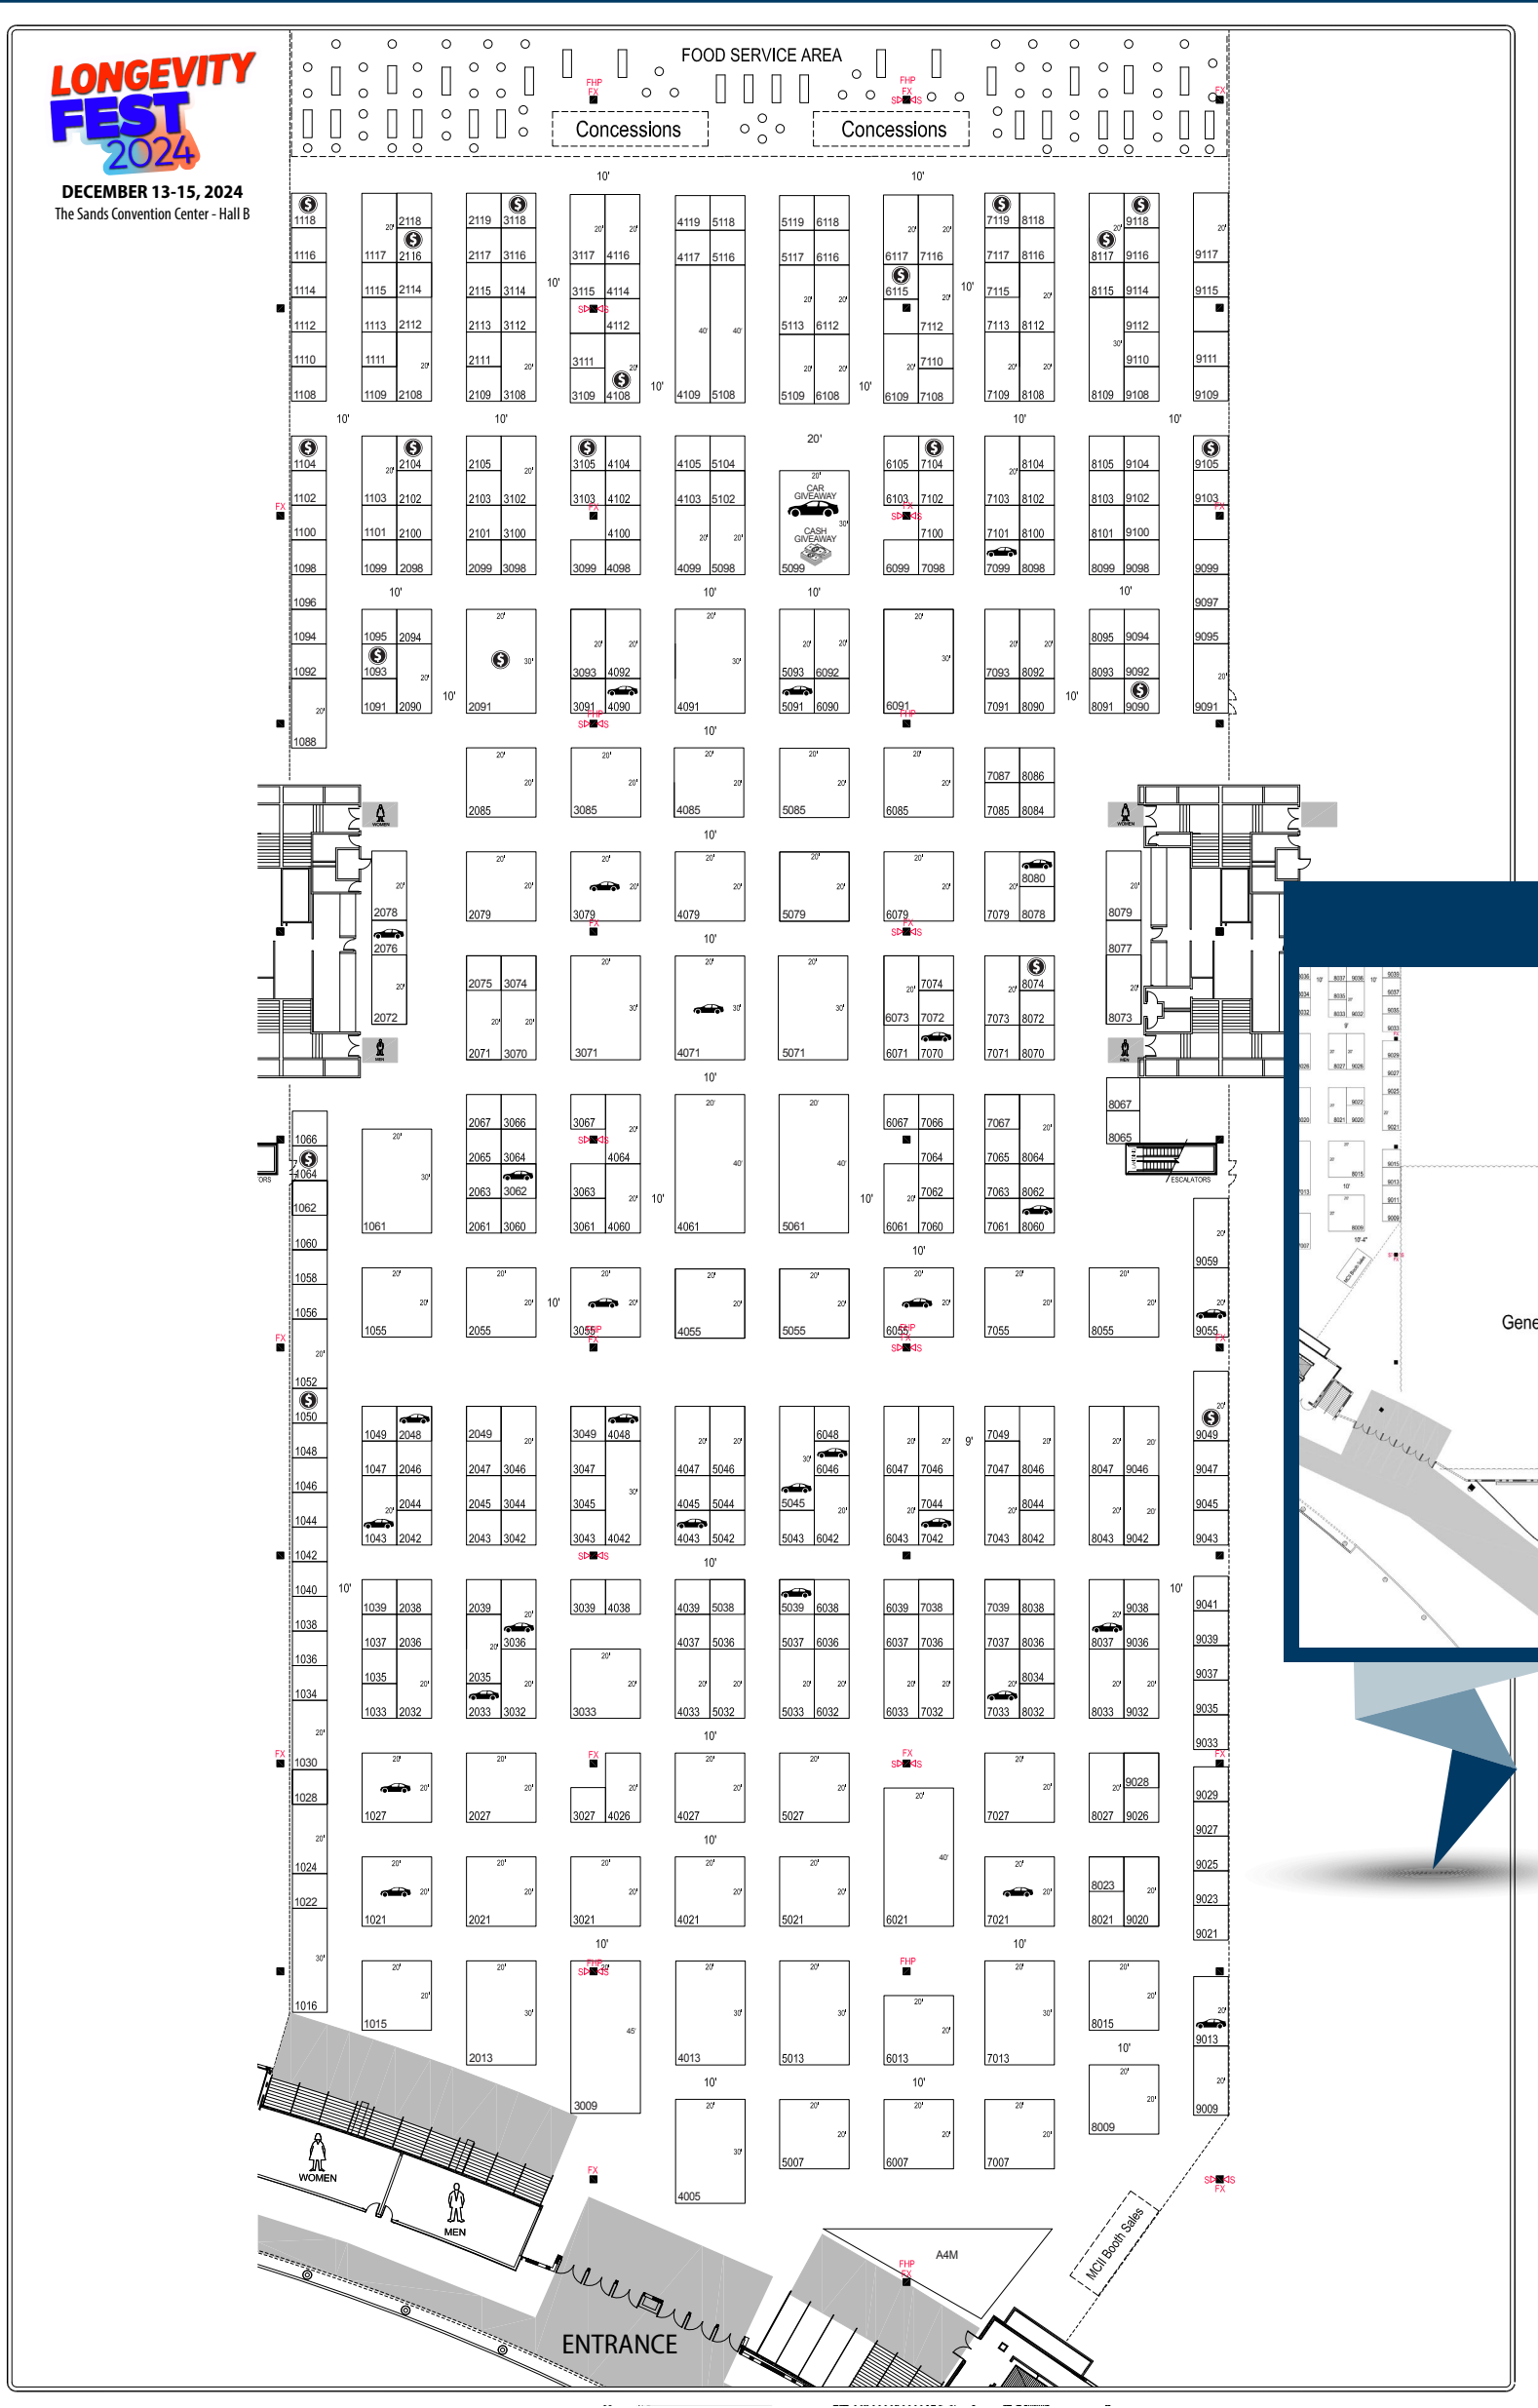 LONGEVITY
FEST
2024
DECEMBER 13-15, 2024
The Sands Convention Center - Hall B
FOOD SERVICE AREA
Concessions Concessions
1118 2118 2119 3118 4119 5118 5119 6118 7119 8118 9118
1116 1117 2116 2117 3116 3117 4116 4117 5116 5117 6116 6117 7116 7117 8116 8117 9116 9117
1114 1115 2114 2115 3114 3115 4114 6115 7115 8115 9114 9115
1112 1113 2112 2113 3112 4112 5113 6112 7112 7113 8112 9112
1110 1111 2111 3111 7110 9110 9111
1108 1109 2108 2109 3108 3109 4108 4109 5108 5109 6108 6109 7108 7109 8108 8109 9108 9109
20'
1104 2104 2105 3105 4104 4105 5104 6105 7104 8104 8105 9104 9105
CAR
GIVEAWAY
1102 1103 2102 2103 3102 3103 4102 4103 5102 6103 7102 7103 8102 8103 9102 9103
1100 1101 2100 2101 3100 4100 7100 7101 8100 8101 9100
CASH
GIVEAWAY
1098 1099 2098 2099 3098 3099 4098 4099 5098 5099 6099 7098 7099 8098 8099 9098 9099
1096 9097
1094 1095 2094 8095 9094 9095
1092 1093 3093 4092 5093 6092 7093 8092 8093 9092
1091 2090 2091 3091 4090 4091 5091 6090 6091 7091 8090 8091 9090 9091
1088
7087 8086
2085 3085 4085 5085 6085 7085 8084
WOMEN WOMEN
8080
2078 2079 3079 4079 5079 6079 7079 8078 8079
2076 8077
2075 3074 7074 8074
2072 6073 7072 7073 8072 8073
2071 3070 3071 4071 5071 6071 7070 7071 8070
MEN MEN
8067
2067 3066 3067 6067 7066 7067
1066 8065
2065 3064 4064 7064 7065 8064
1064
ESCALATORS
2063 3062 3063 7062 7063 8062
1062
1061 2061 3060 3061 4060 4061 5061 6061 7060 7061 8060
1060 9059
1058
1056
1055 2055 3055 4055 5055 6055 7055 8055 9055
1052
1050
1049 2048 2049 3049 4048 6048 7049 9049
1048
1047 2046 2047 3046 3047 4047 5046 6046 6047 7046 7047 8046 8047 9046 9047
1046
2044 2045 3044 3045 4045 5044 5045 7044 8044 9045
1044
1043 2042 2043 3042 3043 4042 4043 5042 5043 6042 6043 7042 7043 8042 8043 9042 9043
1042
1040
1039 2038 2039 3039 4038 4039 5038 5039 6038 6039 7038 7039 8038 9038 9041
1038
1037 2036 3036 4037 5036 5037 6036 6037 7036 7037 8036 8037 9036 9039
1036
1035 2035 8034 9037
1034
1033 2032 2033 3032 3033 4033 5032 5033 6032 6033 7032 7033 8032 8033 9032 9035
9033
1030
9028
1028 9029
1027 2027 3027 4026 4027 5027 7027 8027 9026
9027
1024 9025
8023
1022 9023
1021 2021 3021 4021 5021 6021 7021 8021 9020
9021
1016
1015 8015
9013
2013 4013 5013 6013 7013
3009 9009
8009
5007 6007 7007
4005
WOMEN
MEN
A4M
MCII Booth Sales
ENTRANCE
Gene